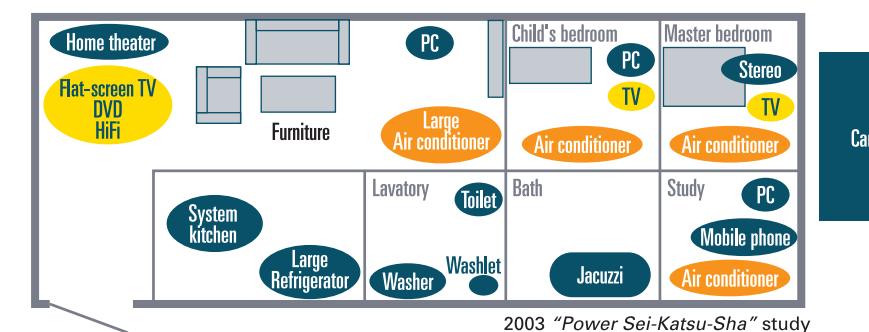 Home theater
Flat-screen TV
DVD
HiFi
Furniture
PC
Large
Air conditioner
Child's bedroom
PC
TV
Air conditioner
Master bedroom
Stereo
TV
Air conditioner
System
kitchen
Large
Refrigerator
Lavatory
Toilet
Washer
Washlet
Bath
Jacuzzi
Study
PC
Mobile phone
Air conditioner
2003 "Power Sei-Katsu-Sha" study